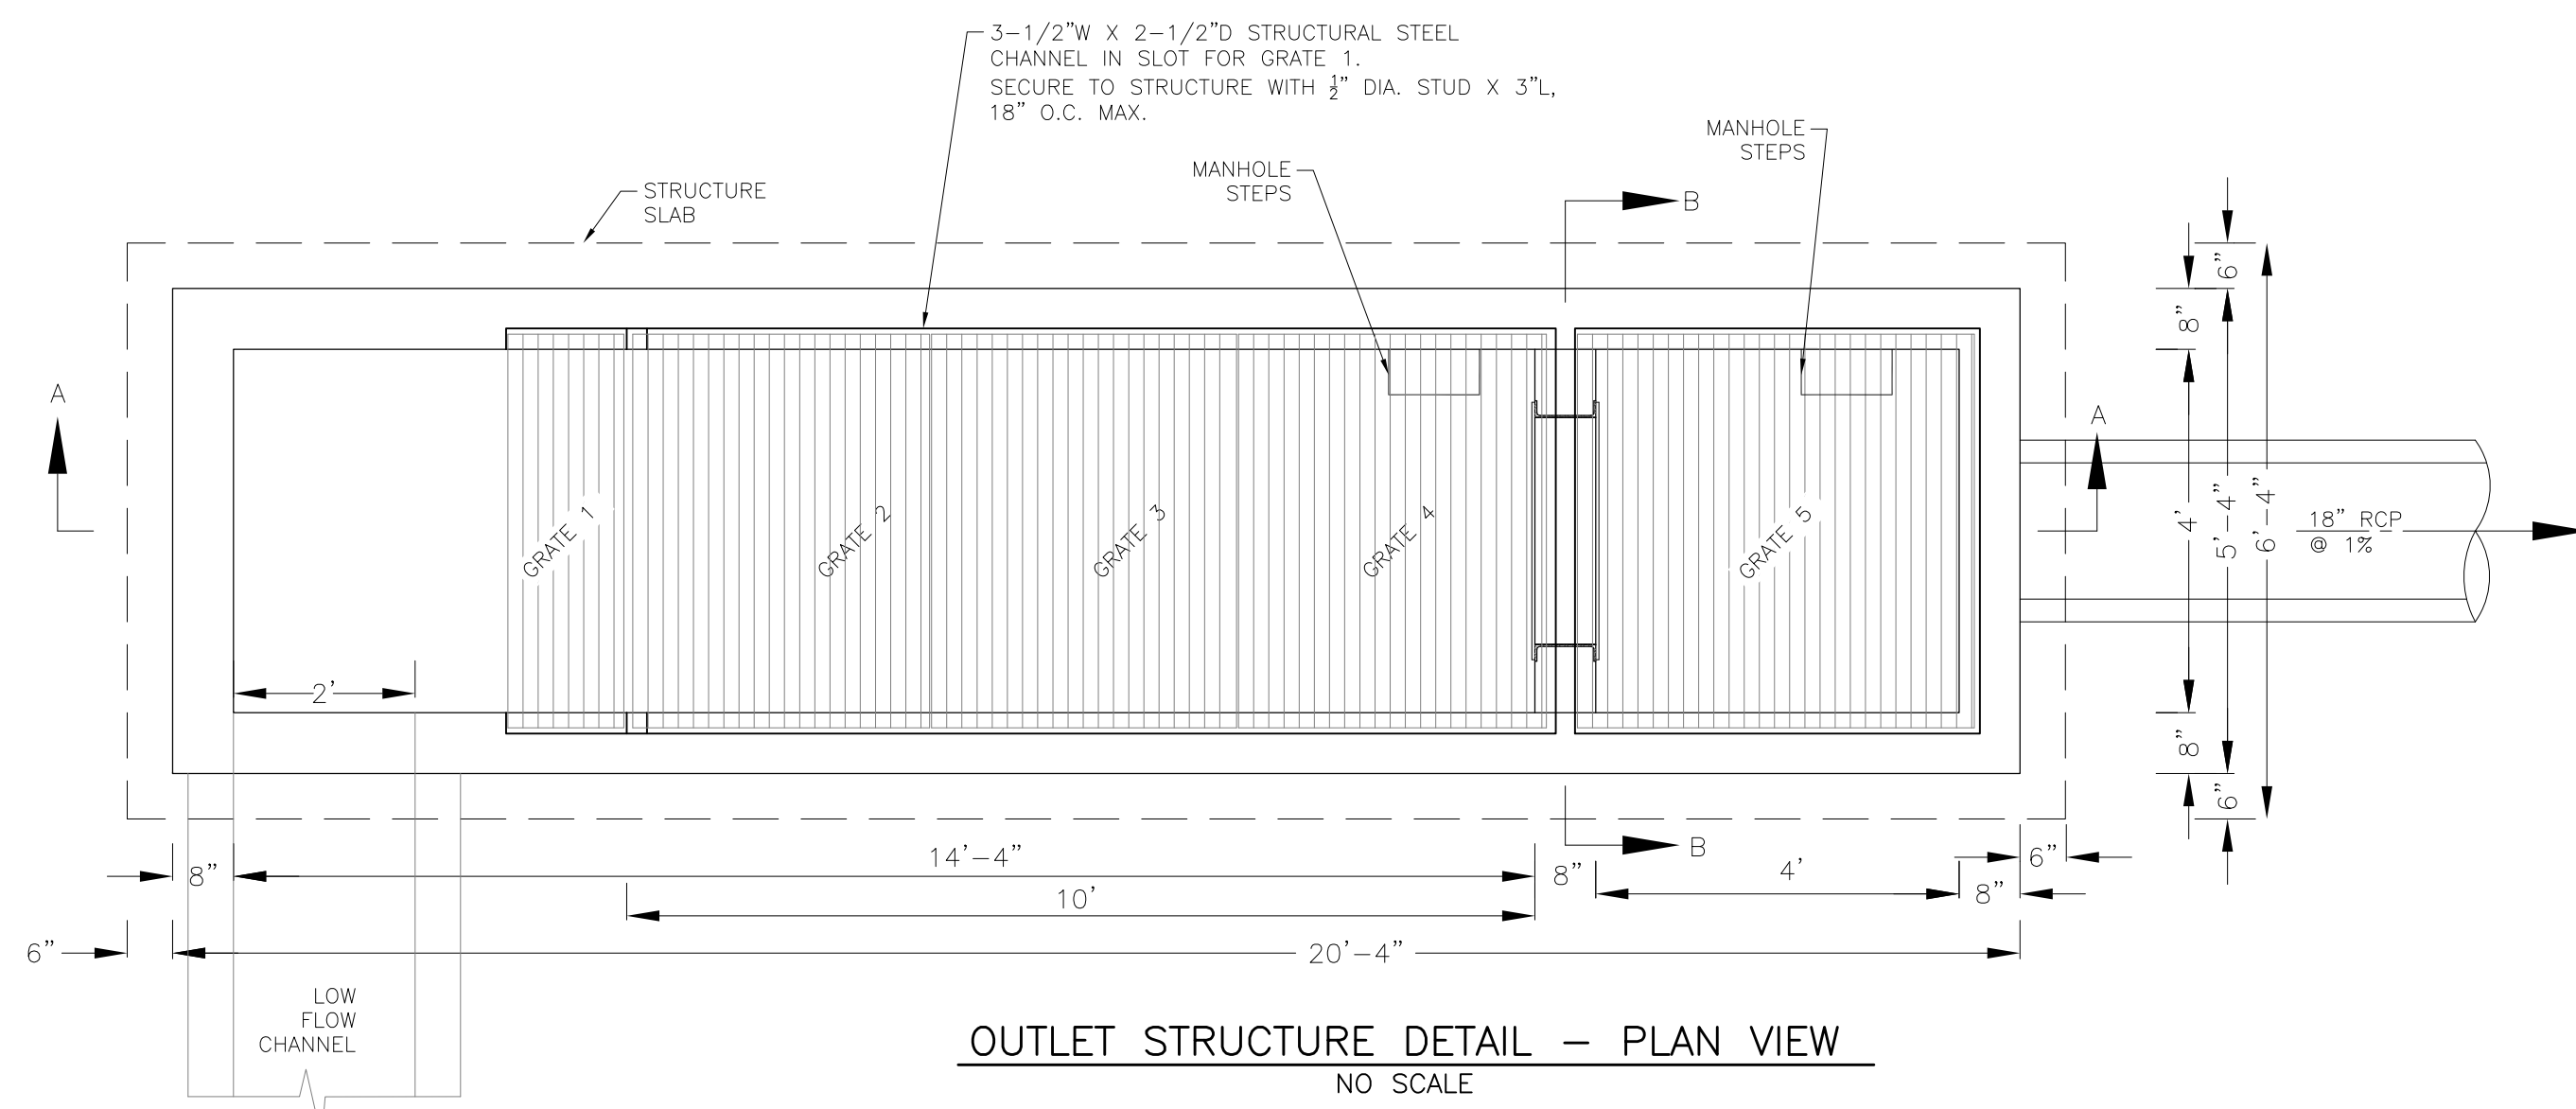 3-1/2"W X 2-1/2"D STRUCTURAL STEEL
CHANNEL IN SLOT FOR GRATE 1.
SECURE TO STRUCTURE WITH ½" DIA. STUD X 3"L,
18" O.C. MAX.
MANHOLE
STEPS
MANHOLE
STEPS
STRUCTURE
SLAB
B
A
A
GRATE 1
GRATE 2
GRATE 3
GRATE 4
GRATE 5
6"
8"
4'
5'-4"
6'-4"
8"
6"
18" RCP
@ 1%
2'
B
8"
14'-4"
8"
4'
8"
6"
10'
6"
20'-4"
LOW
FLOW
CHANNEL
OUTLET STRUCTURE DETAIL - PLAN VIEW
NO SCALE